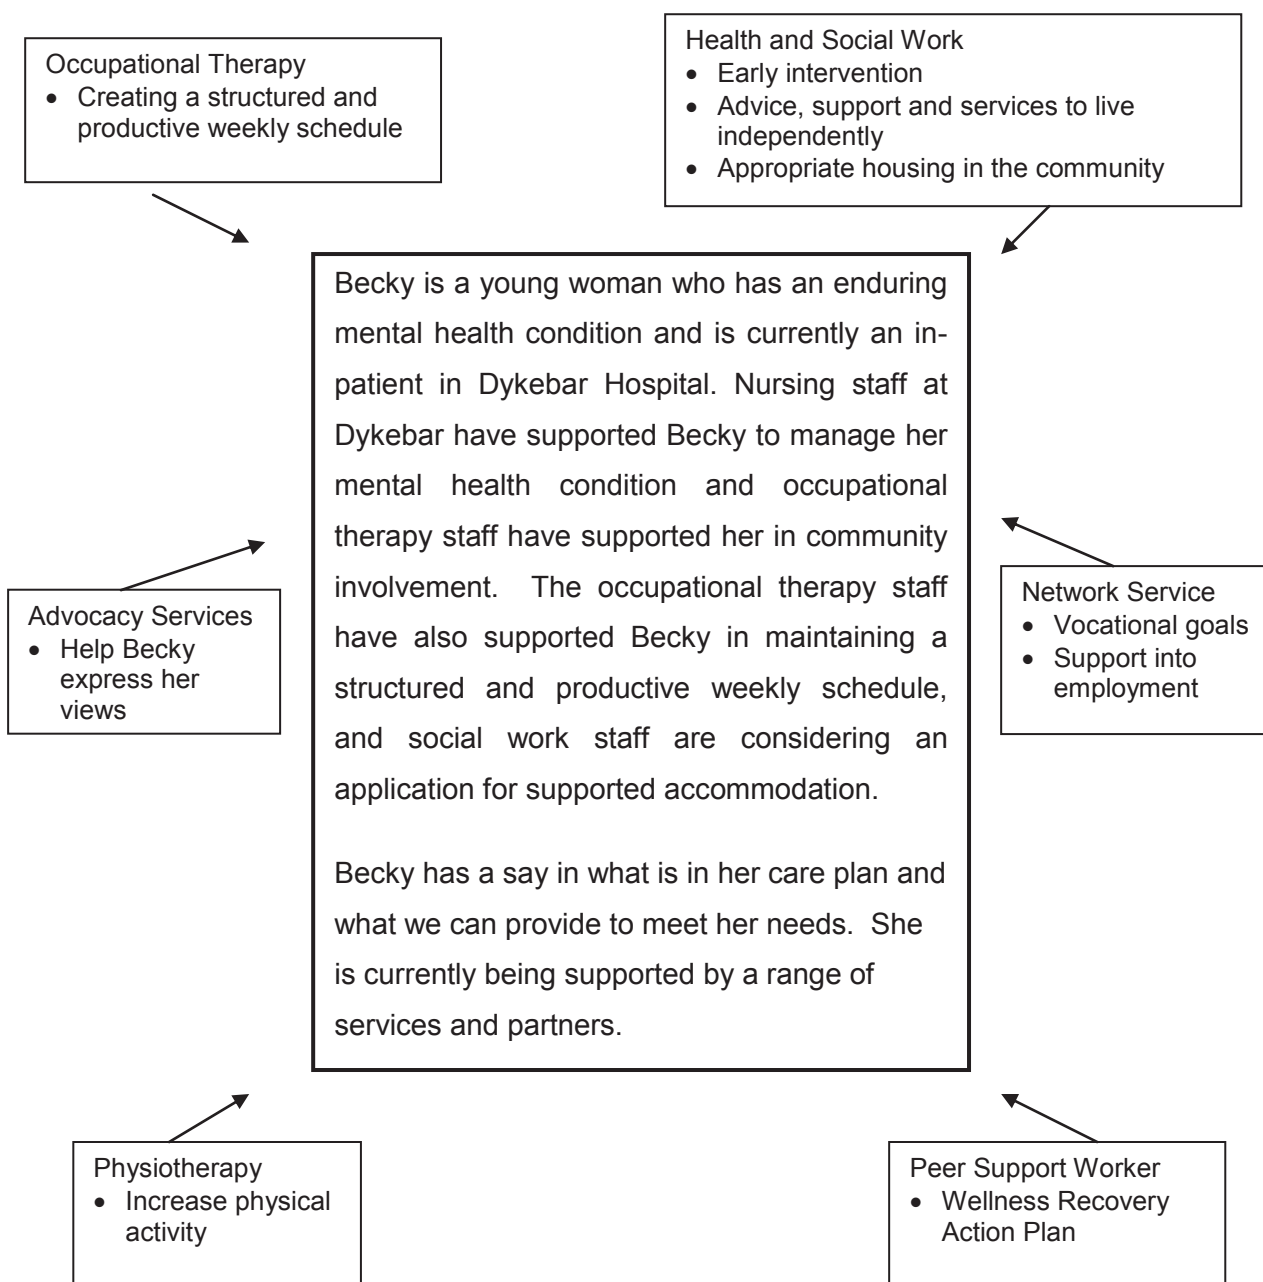 Occupational Therapy
• Creating a structured and
productive weekly schedule
Health and Social Work
• Early intervention
• Advice, support and services to live
independently
• Appropriate housing in the community
Becky is a young woman who has an enduring
mental health condition and is currently an in-
patient in Dykebar Hospital. Nursing staff at
Dykebar have supported Becky to manage her
mental health condition and occupational
therapy staff have supported her in community
involvement. The occupational therapy staff
have also supported Becky in maintaining a
structured and productive weekly schedule,
and social work staff are considering an
application for supported accommodation.
Becky has a say in what is in her care plan and
what we can provide to meet her needs. She
is currently being supported by a range of
services and partners.
Advocacy Services
• Help Becky
express her
views
Network Service
• Vocational goals
• Support into
employment
Physiotherapy
• Increase physical
activity
Peer Support Worker
• Wellness Recovery
Action Plan